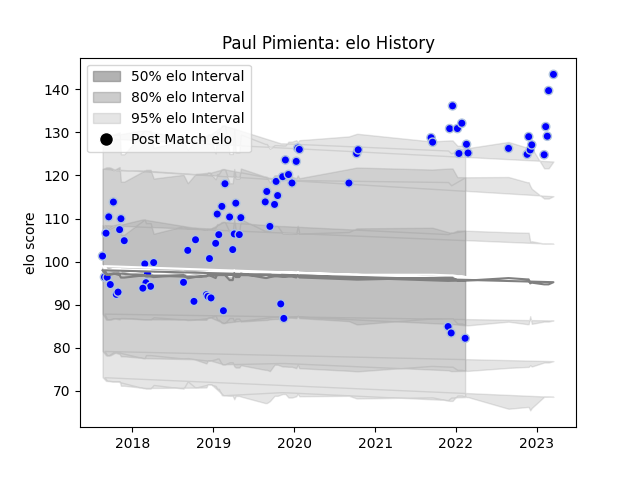 Paul Pimienta: elo History
50% elo Interval
80% elo Interval
95% elo Interval
Post Match elo
elo score
140
130
120
110
100
90
80
70
2018 2019 2020 2021 2022 2023